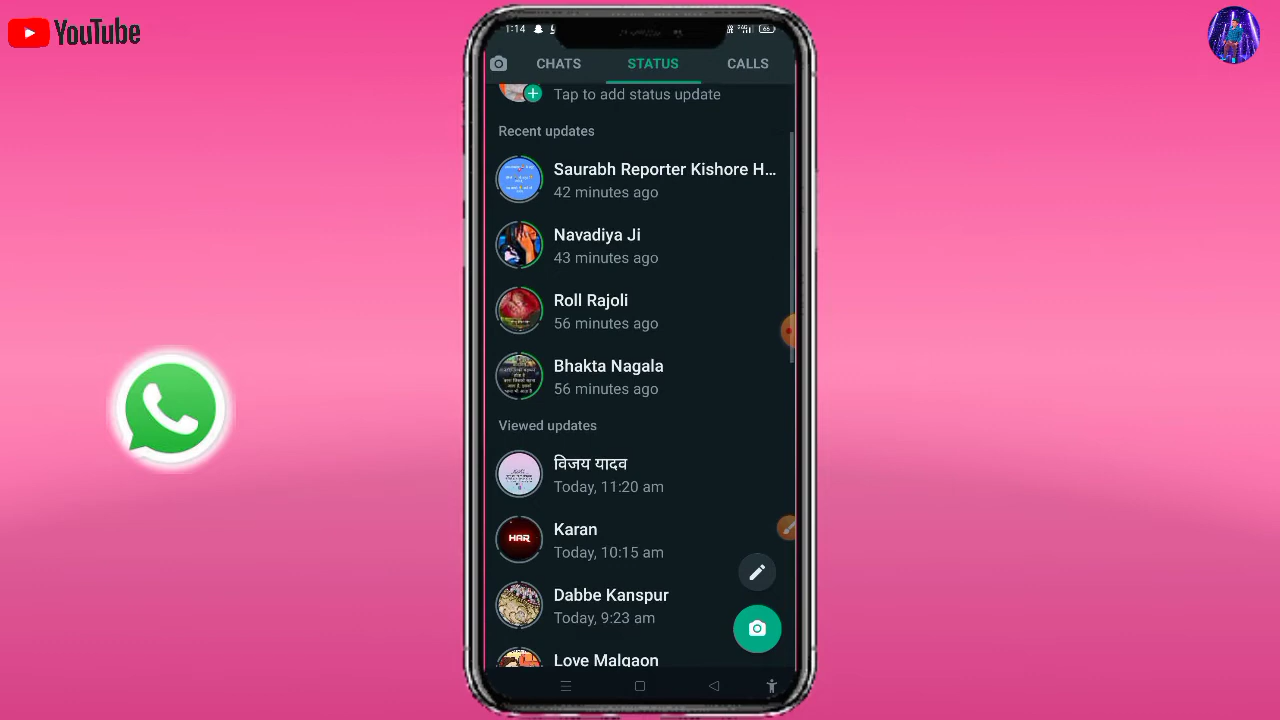 YouTube
1:14
CHATS STATUS CALLS
Tap to add status update
Recent updates
Saurabh Reporter Kishore H...
42 minutes ago
Navadiya Ji
43 minutes ago
Roll Rajoli
56 minutes ago
Bhakta Nagala
56 minutes ago
Viewed updates
विजय यादव
Today, 11:20 am
Karan
Today, 10:15 am
HAR
Dabbe Kanspur
Today, 9:23 am
Love Malgaon